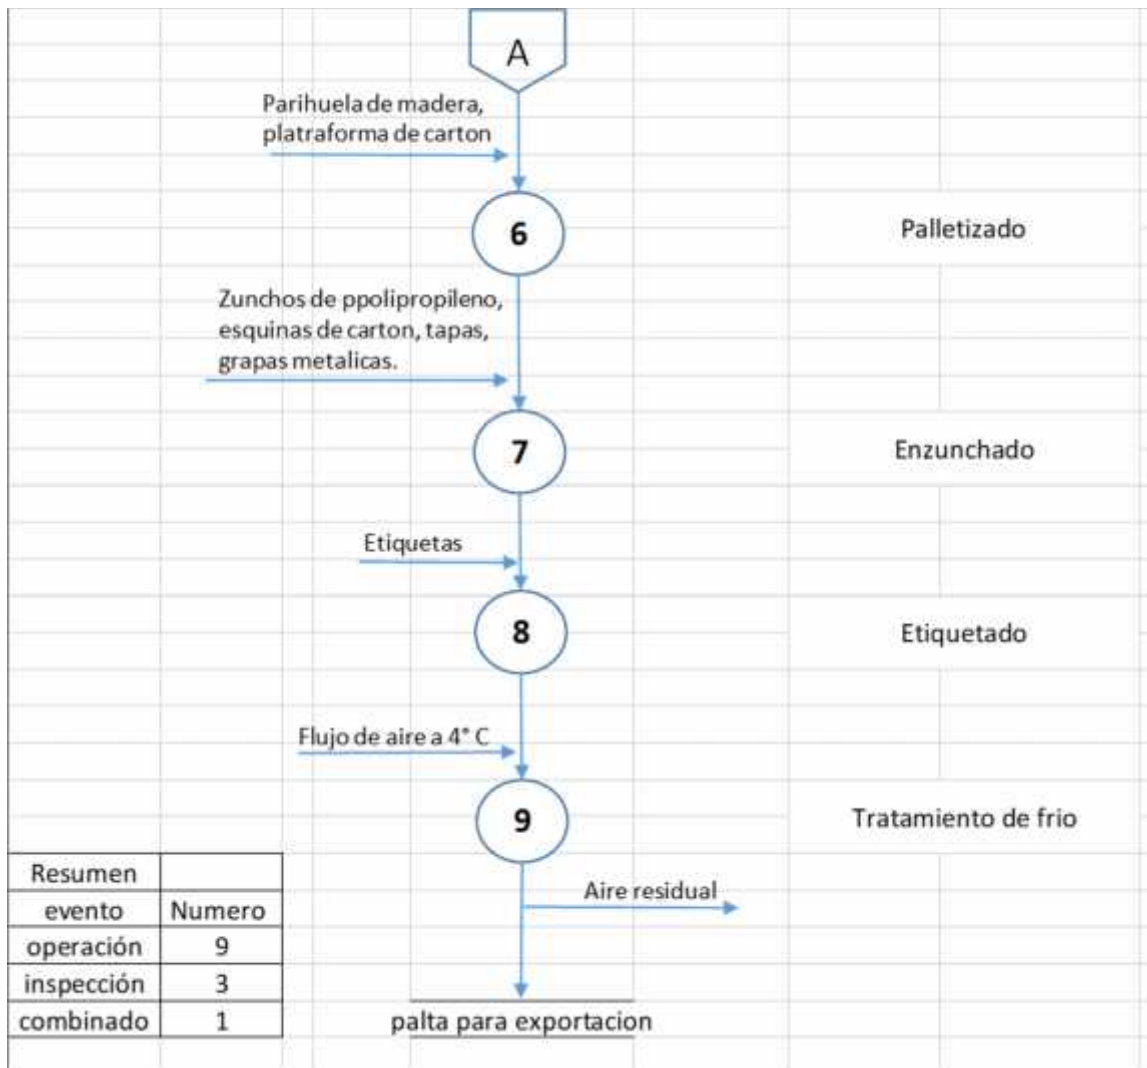 A
Parihuela de madera,
platraforma de carton
6
Palletizado
Zunchos de ppolipropileno,
esquinas de carton, tapas,
grapas metalicas.
7
Enzunchado
Etiquetas
8
Etiquetado
Flujo de aire a 4° C
9
Tratamiento de frio
Aire residual
palta para exportacion
Resumen
evento Numero
operación 9
inspección 3
combinado 1